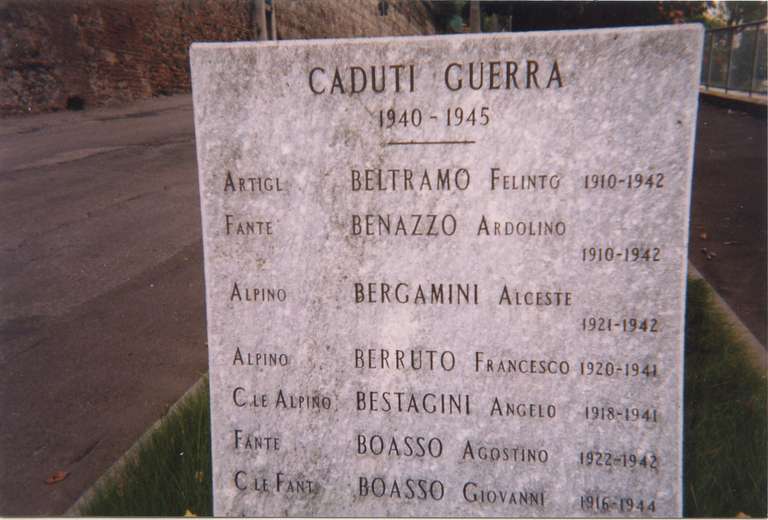 CADUTI GUERRA
1940 - 1945
ARTIGL BELTRAMO FELINTO 1910-1942
FANTE BENAZZO ARDOLINO
1910-1942
ALPINO BERGAMINI ALCESTE
1921-1942
ALPINO BERRUTO FRANCESCO 1920-1941
C.LE ALPINO BESTAGINI ANGELO 1918-1941
FANTE BOASSO AGOSTINO 1922-1942
C LE FANT BOASSO GIOVANNI 1916-1944